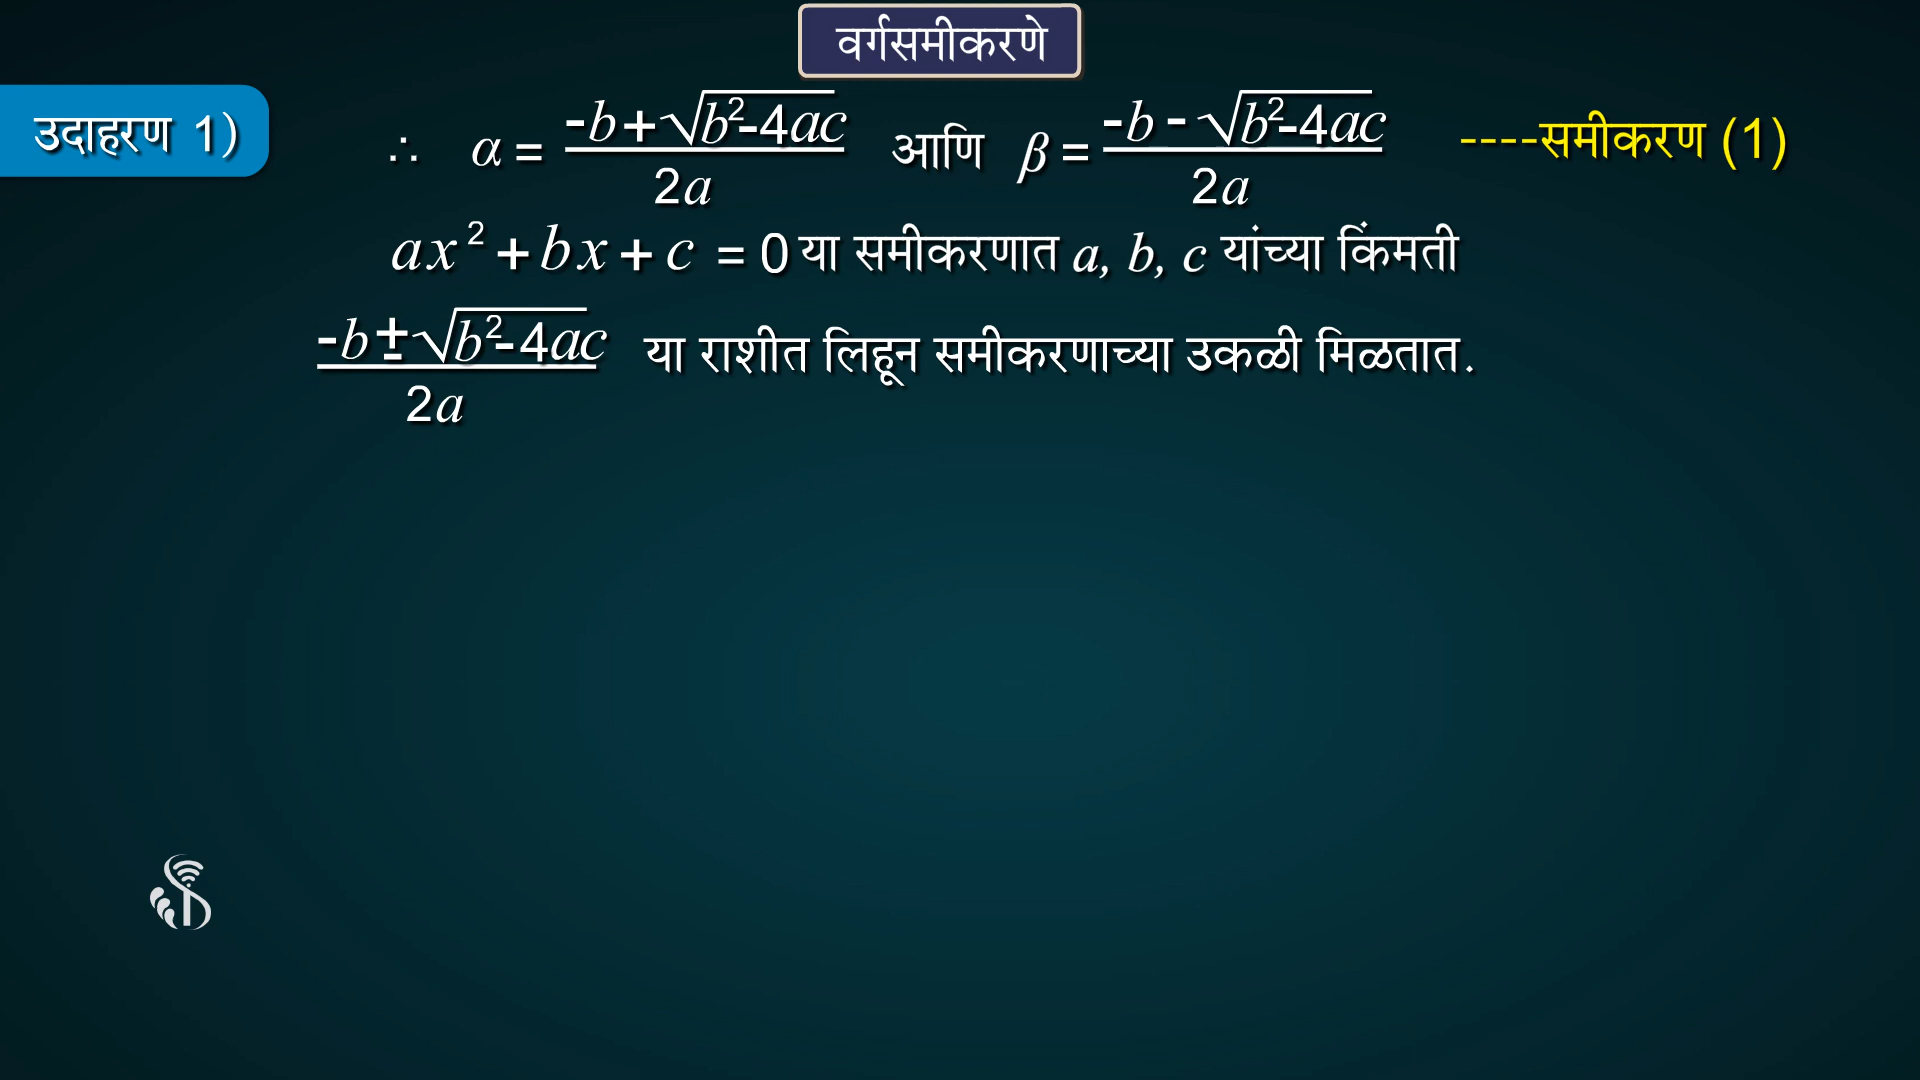 वर्गसमीकरणे
उदाहरण 1)
∴ α = (-b+√(b²-4ac))/2a आणि β = (-b-√(b²-4ac))/2a ----समीकरण (1)
ax² + bx + c = 0 या समीकरणात a, b, c यांच्या किंमती
(-b±√(b²-4ac))/2a या राशीत लिहून समीकरणाच्या उकळी मिळतात.